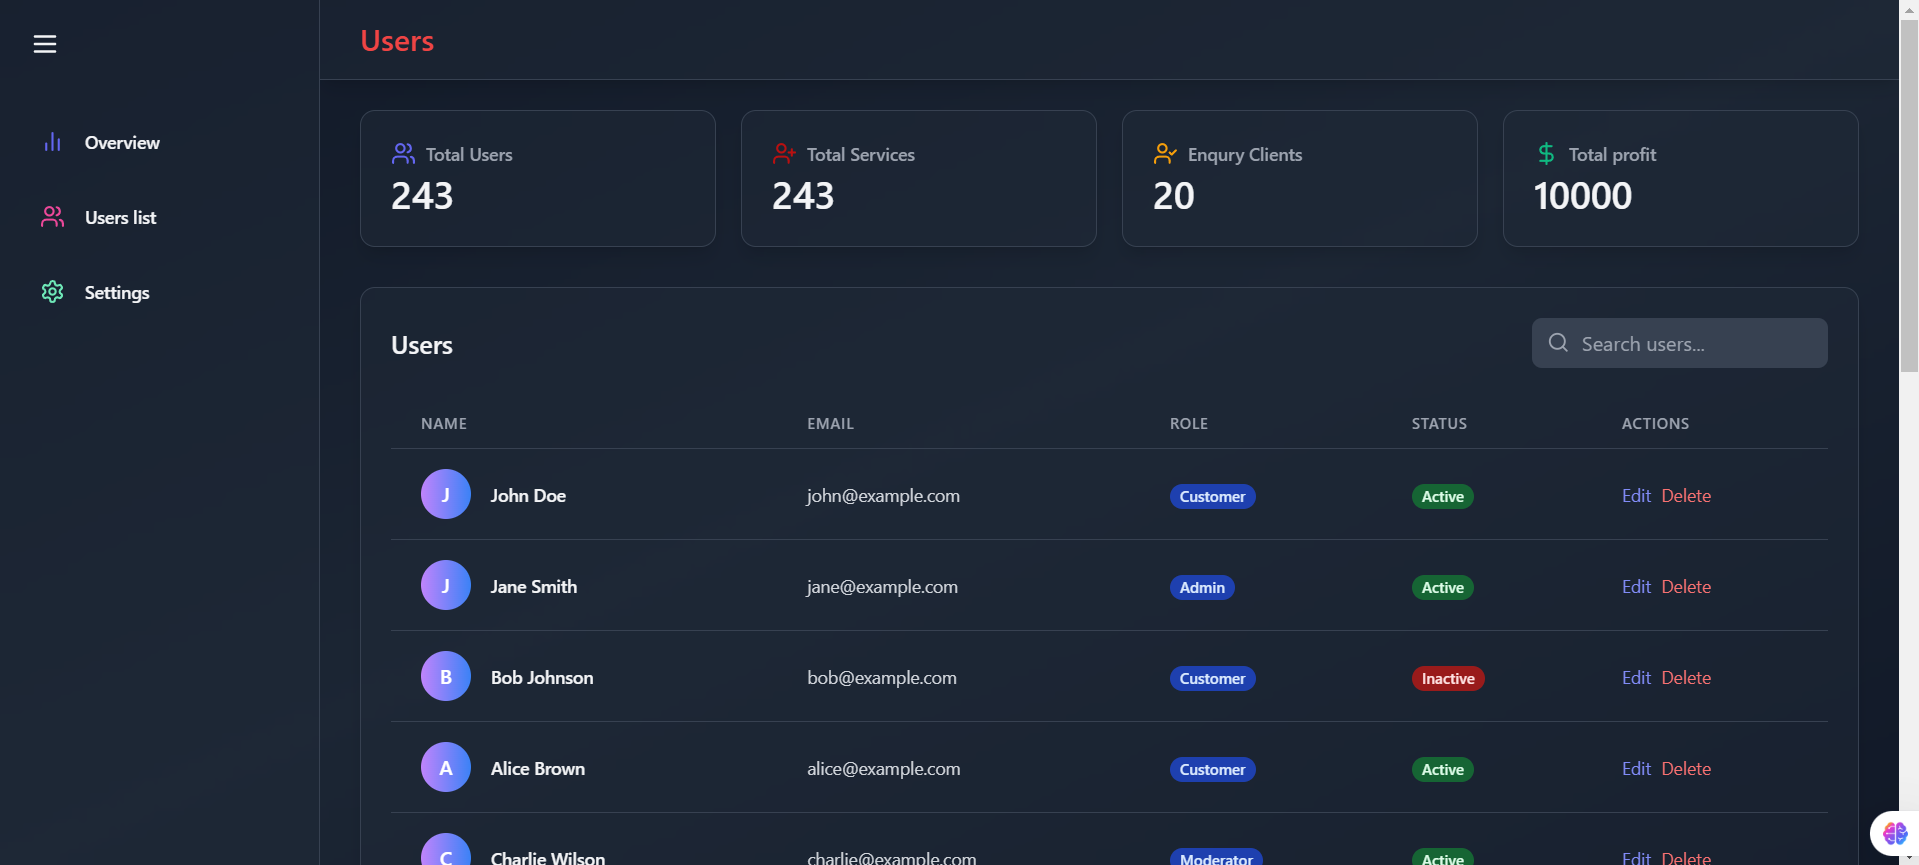 Users
Overview
Users list
Settings
Total Users
243
Total Services
243
Enqury Clients
20
Total profit
10000
Users
Search users...
NAME EMAIL ROLE STATUS ACTIONS
J John Doe john@example.com Customer Active Edit Delete
J Jane Smith jane@example.com Admin Active Edit Delete
B Bob Johnson bob@example.com Customer Inactive Edit Delete
A Alice Brown alice@example.com Customer Active Edit Delete
C Charlie Wilson charlie@example.com Moderator Active Edit Delete